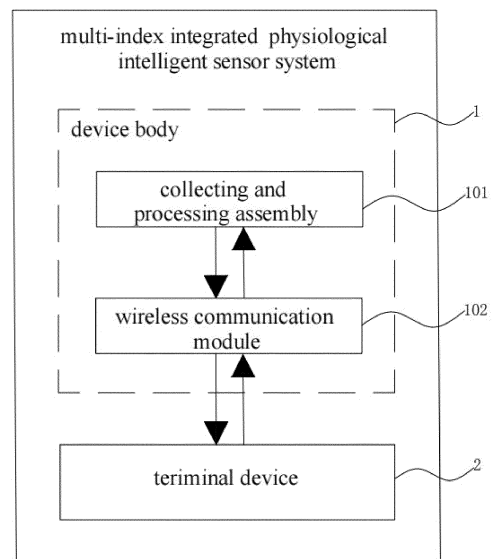 multi-index integrated physiological
intelligent sensor system
1
device body
collecting and
processing assembly
101
wireless communication
module
102
teriminal device
2